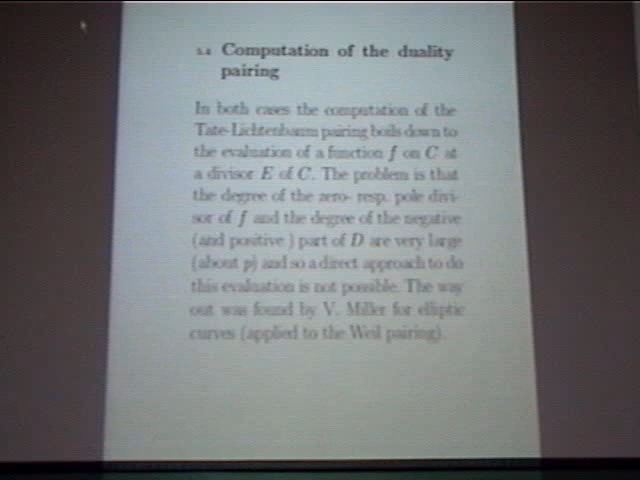 5.4 Computation of the duality
pairing
In both cases the computation of the
Tate-Lichtenbaum pairing boils down to
the evaluation of a function f on C at
a divisor E of C. The problem is that
the degree of the zero- resp. pole divi-
sor of f and the degree of the negative
(and positive ) part of D are very large
(about p) and so a direct approach to do
this evaluation is not possible. The way
out was found by V. Miller for elliptic
curves (applied to the Weil pairing).